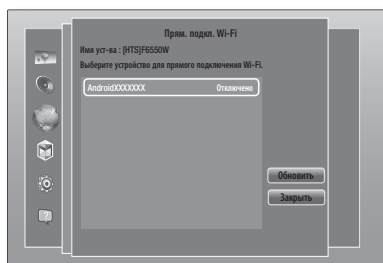 Прям. подкл. Wi-Fi
Имя уст-ва : [HTS]F6550W
Выберите устройство для прямого подключения Wi-Fi.
AndroidXXXXXXX Отключено
Обновить
Закрыть
?